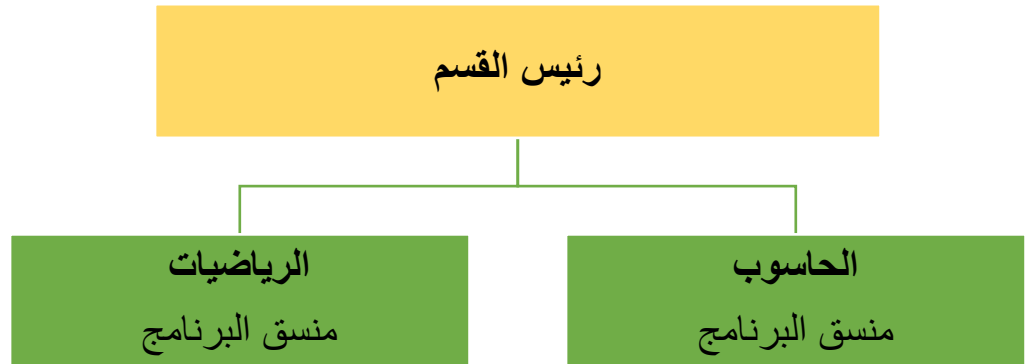 رئيس القسم
الحاسوب
منسق البرنامج
الرياضيات
منسق البرنامج